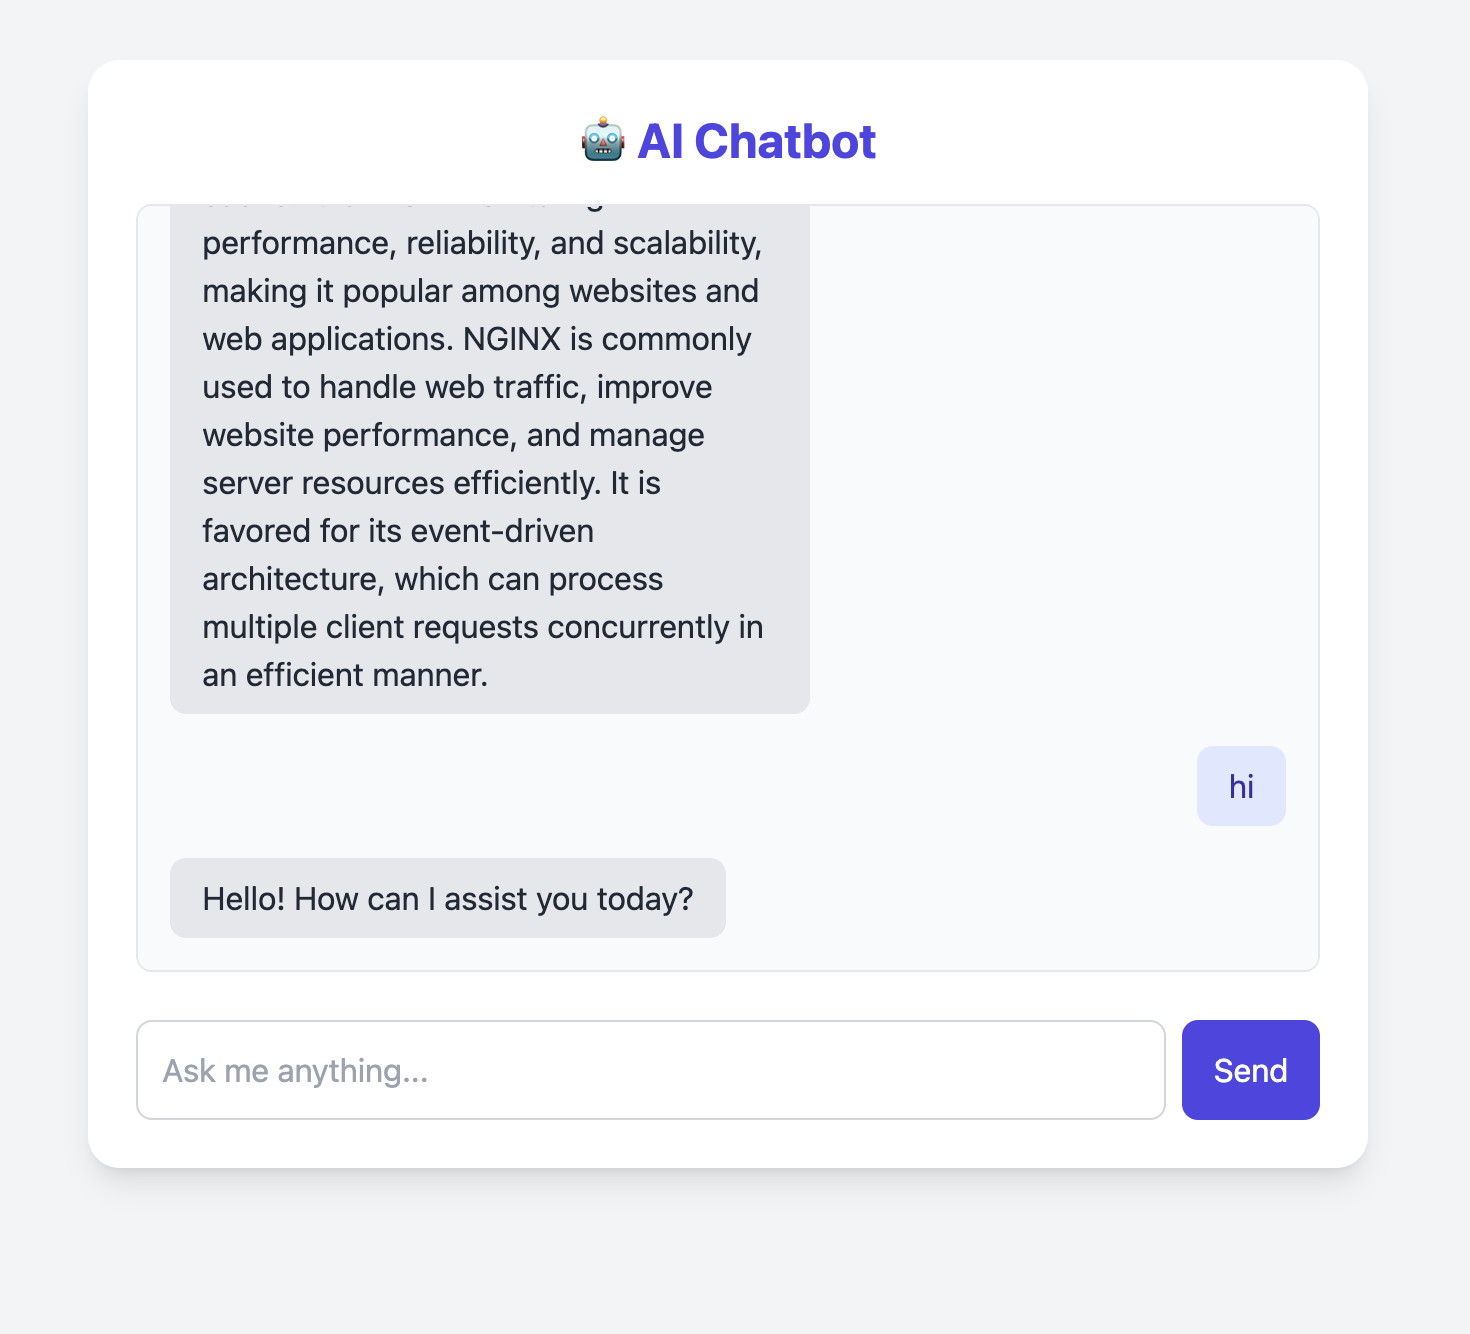 AI Chatbot
performance, reliability, and scalability,
making it popular among websites and
web applications. NGINX is commonly
used to handle web traffic, improve
website performance, and manage
server resources efficiently. It is
favored for its event-driven
architecture, which can process
multiple client requests concurrently in
an efficient manner.
hi
Hello! How can I assist you today?
Ask me anything...
Send